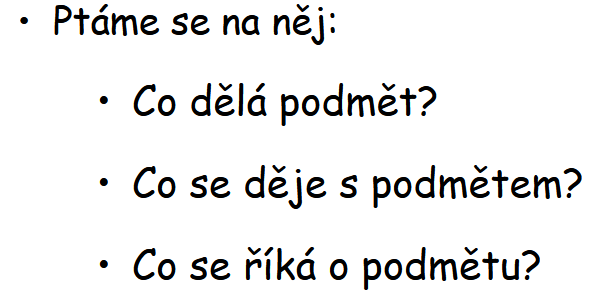 • Ptáme se na něj:
• Co dělá podmět?
• Co se děje s podmětem?
• Co se říká o podmětu?